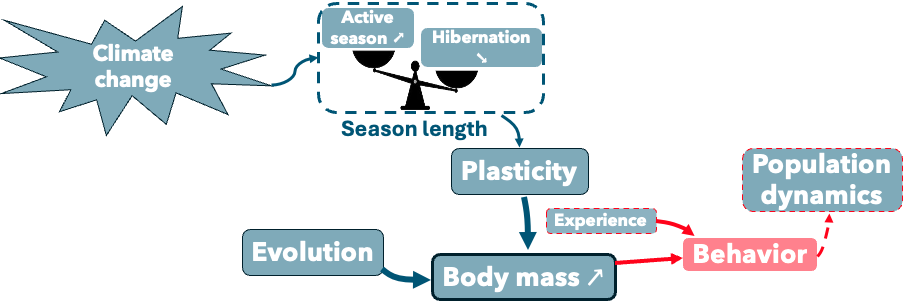 Climate
change
Active
season ↗
Hibernation
↘
Season length
Plasticity
Population
dynamics
Experience
Evolution
Behavior
Body mass ↗